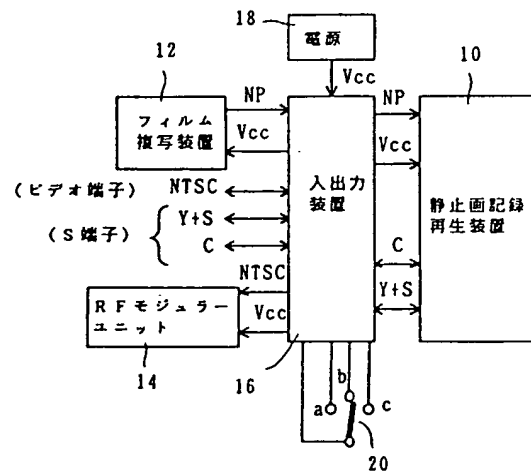 18
電源
Vcc
12
10
フィルム
複写装置
NP
Vcc
NP
Vcc
(ビデオ端子)
NTSC
(S端子)
Y+S
C
入出力
装置
静止画記録
再生装置
C
Y+S
NTSC
Vcc
RFモジュラー
ユニット
14
16
a
b
c
20